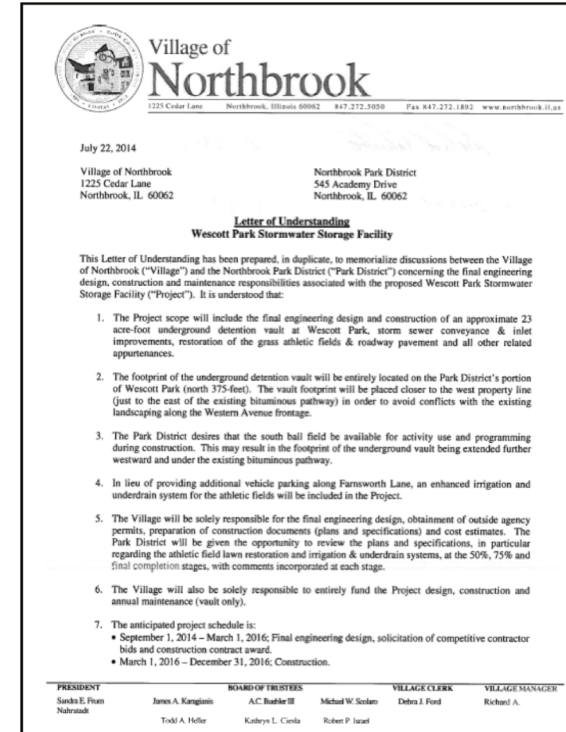 Village of
Northbrook
1225 Cedar Lane Northbrook, Illinois 60062 847.272.5050 Fax 847.272.1892 www.northbrook.il.us
July 22, 2014
Village of Northbrook Northbrook Park District
1225 Cedar Lane 545 Academy Drive
Northbrook, IL 60062 Northbrook, IL 60062
Letter of Understanding
Wescott Park Stormwater Storage Facility
This Letter of Understanding has been prepared, in duplicate, to memorialize discussions between the Village
of Northbrook (“Village”) and the Northbrook Park District (“Park District”) concerning the final engineering
design, construction and maintenance responsibilities associated with the proposed Wescott Park Stormwater
Storage Facility (“Project”). It is understood that:
1. The Project scope will include the final engineering design and construction of an approximate 23
acre-foot underground detention vault at Wescott Park, storm sewer conveyance & inlet
improvements, restoration of the grass athletic fields & roadway pavement and all other related
appurtenances.
2. The footprint of the underground detention vault will be entirely located on the Park District’s portion
of Wescott Park (north 375-feet). The vault footprint will be placed closer to the west property line
(just to the east of the existing bituminous pathway) in order to avoid conflicts with the existing
landscaping along the Western Avenue frontage.
3. The Park District desires that the south ball field be available for activity use and programming
during construction. This may result in the footprint of the underground vault being extended further
westward and under the existing bituminous pathway.
4. In lieu of providing additional vehicle parking along Farnsworth Lane, an enhanced irrigation and
underdrain system for the athletic fields will be included in the Project.
5. The Village will be solely responsible for the final engineering design, obtainment of outside agency
permits, preparation of construction documents (plans and specifications) and cost estimates. The
Park District will be given the opportunity to review the plans and specifications, in particular
regarding the athletic field lawn restoration and irrigation & underdrain systems, at the 50%, 75% and
final completion stages, with comments incorporated at each stage.
6. The Village will also be solely responsible to entirely fund the Project design, construction and
annual maintenance (vault only).
7. The anticipated project schedule is:
• September 1, 2014 – March 1, 2016; Final engineering design, solicitation of competitive contractor
bids and construction contract award.
• March 1, 2016 – December 31, 2016; Construction.
PRESIDENT BOARD OF TRUSTEES VILLAGE CLERK VILLAGE MANAGER
Sandra E. Frum James A. Karagianis A.C. Buehler III Michael W. Scolaro Debra J. Ford Richard A.
Nahrstadt
Todd A. Heller Kathryn L. Ciesla Robert P. Israel